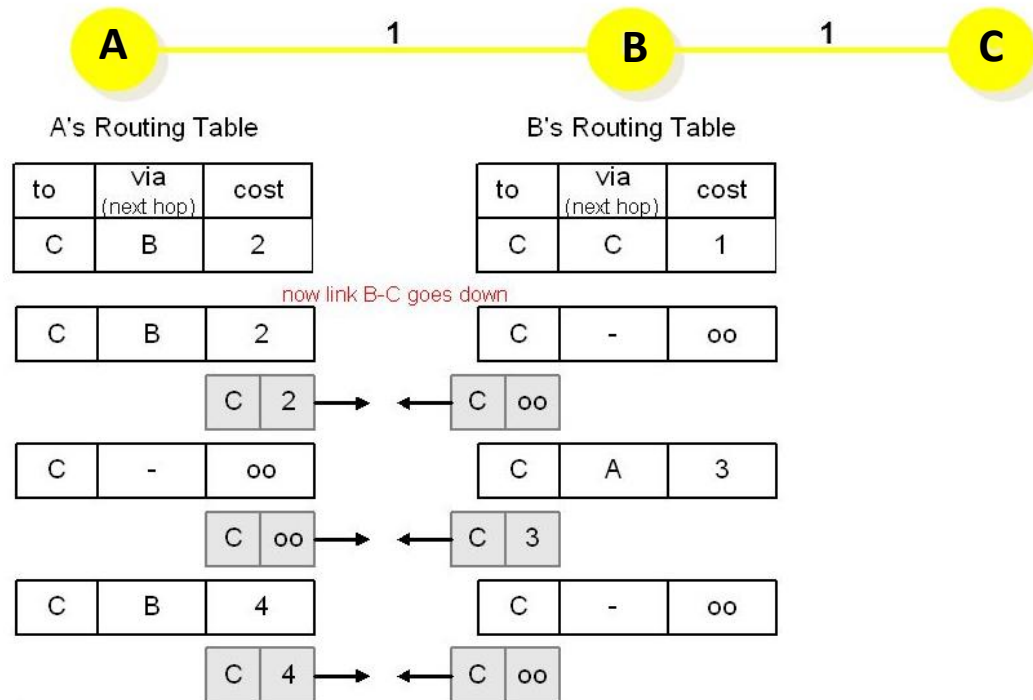 A 1 B 1 C
A's Routing Table B's Routing Table
to via (next hop) cost to via (next hop) cost
C B 2 C C 1
now link B-C goes down
C B 2 C - oo
C 2 C oo
C - oo C A 3
C oo C 3
C B 4 C - oo
C 4 C oo